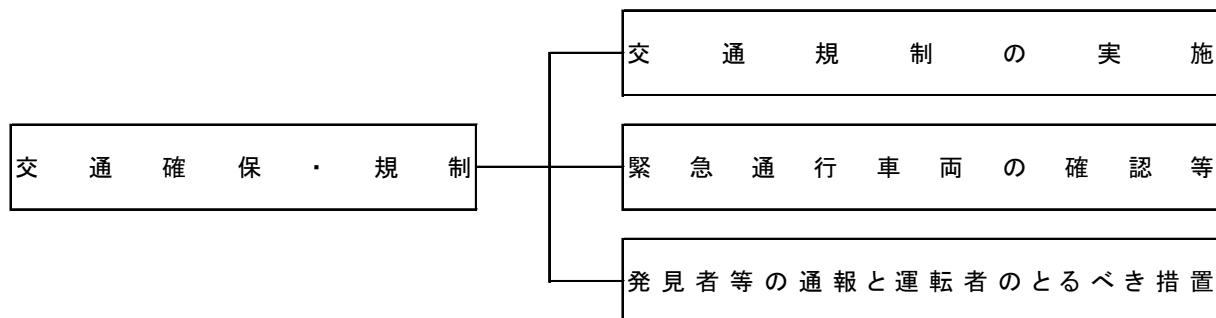 交通規制の実施
交通確保・規制
緊急通行車両の確認等
発見者等の通報と運転者のとるべき措置